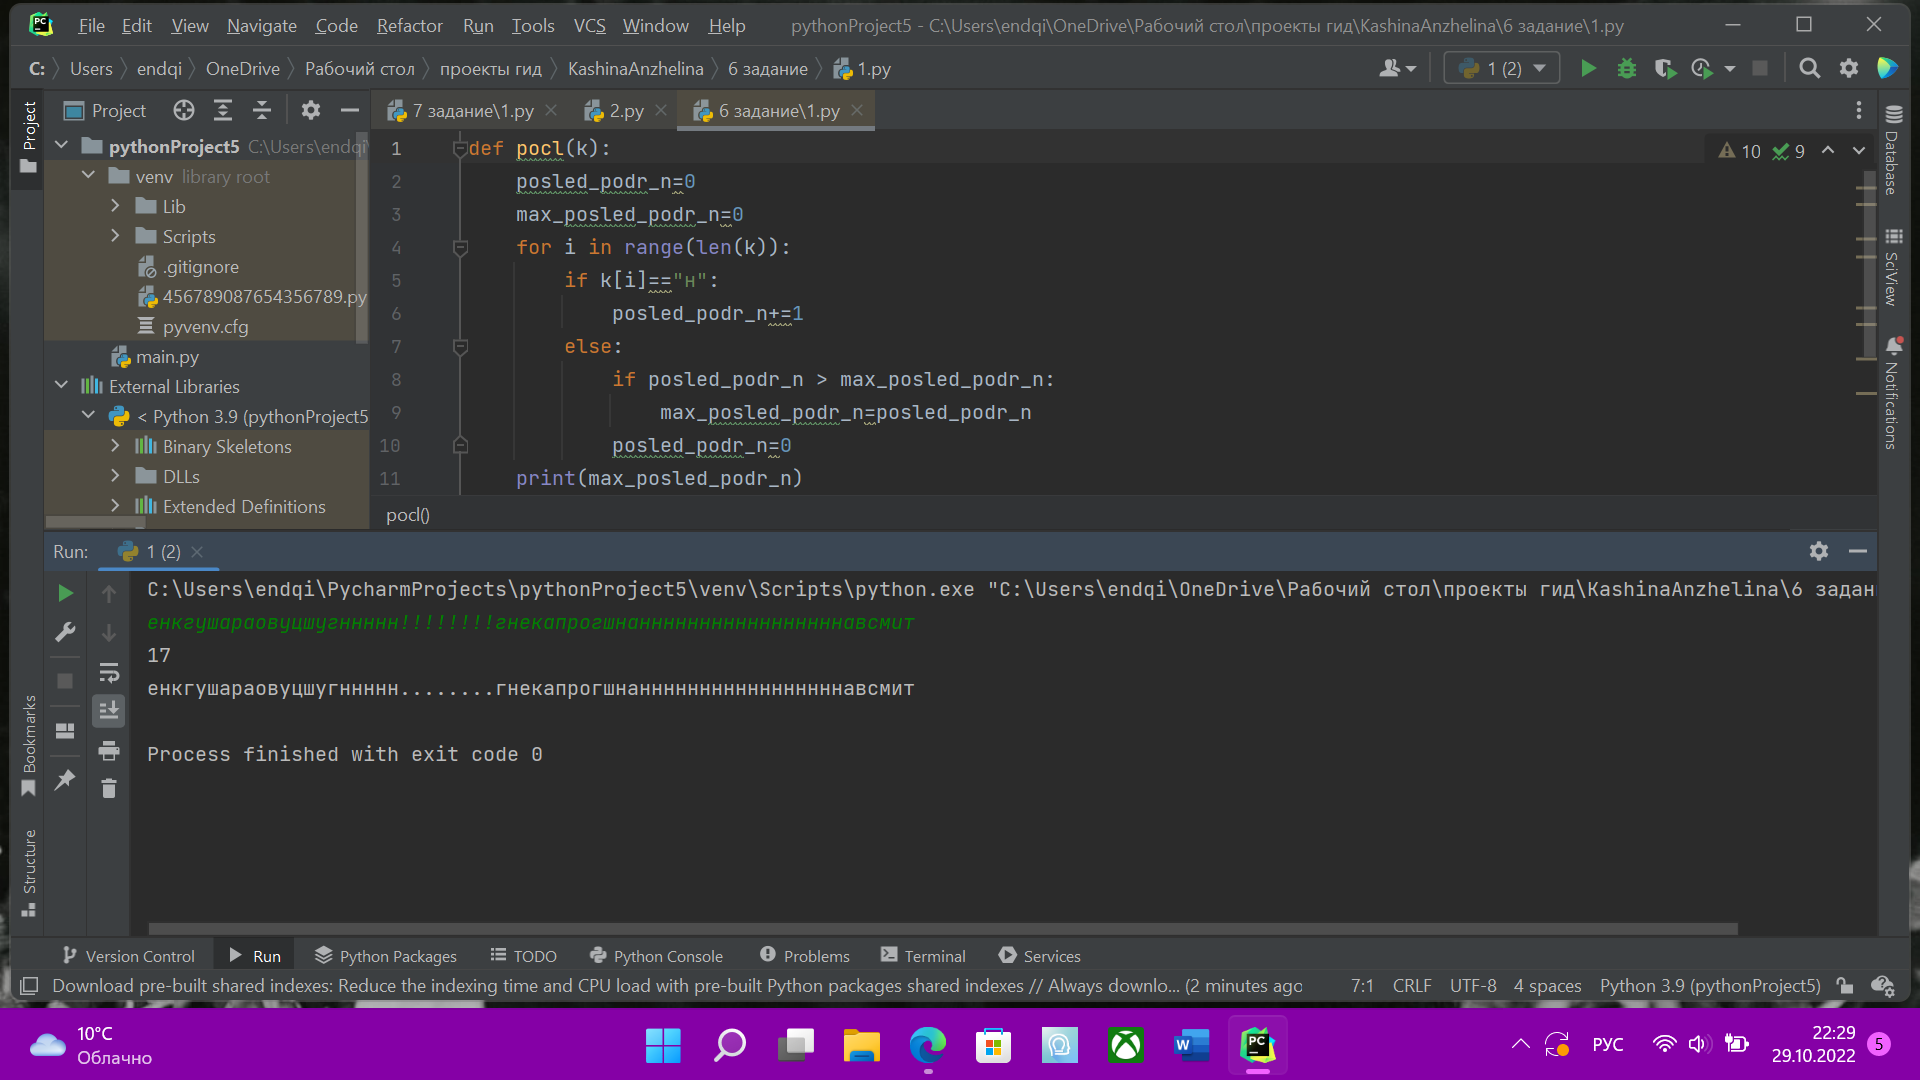 File Edit View Navigate Code Refactor Run Tools VCS Window Help pythonProject5 - C:\Users\endqi\OneDrive\Рабочий стол\проекты гид\KashinaAnzhelina\6 задание\1.py
C: Users endqi OneDrive Рабочий стол проекты гид KashinaAnzhelina 6 задание 1.py 1 (2)
Project
Project
pythonProject5 C:\Users\endqi
venv library root
Lib
Scripts
.gitignore
456789087654356789.py
pyvenv.cfg
main.py
External Libraries
< Python 3.9 (pythonProject5
Binary Skeletons
DLLs
Extended Definitions
7 задание\1.py 2.py 6 задание\1.py
10 9
1 def pocl(k):
2 posled_podr_n=0
3 max_posled_podr_n=0
4 for i in range(len(k)):
5 if k[i]=="н":
6 posled_podr_n+=1
7 else:
8 if posled_podr_n > max_posled_podr_n:
9 max_posled_podr_n=posled_podr_n
10 posled_podr_n=0
11 print(max_posled_podr_n)
pocl()
Database
SciView
Notifications
Run: 1 (2)
C:\Users\endqi\PycharmProjects\pythonProject5\venv\Scripts\python.exe "C:\Users\endqi\OneDrive\Рабочий стол\проекты гид\KashinaAnzhelina\6 задан
енкгушараовуцшугннннн!!!!!!!!гнекапрогшнанннннннннннннннннавсмит
17
енкгушараовуцшугннннн........гнекапрогшнанннннннннннннннннавсмит
Process finished with exit code 0
Bookmarks
Structure
Version Control Run Python Packages TODO Python Console Problems Terminal Services
Download pre-built shared indexes: Reduce the indexing time and CPU load with pre-built Python packages shared indexes // Always downlo... (2 minutes ago 7:1 CRLF UTF-8 4 spaces Python 3.9 (pythonProject5)
10°C
Облачно
РУС
22:29
29.10.2022
5